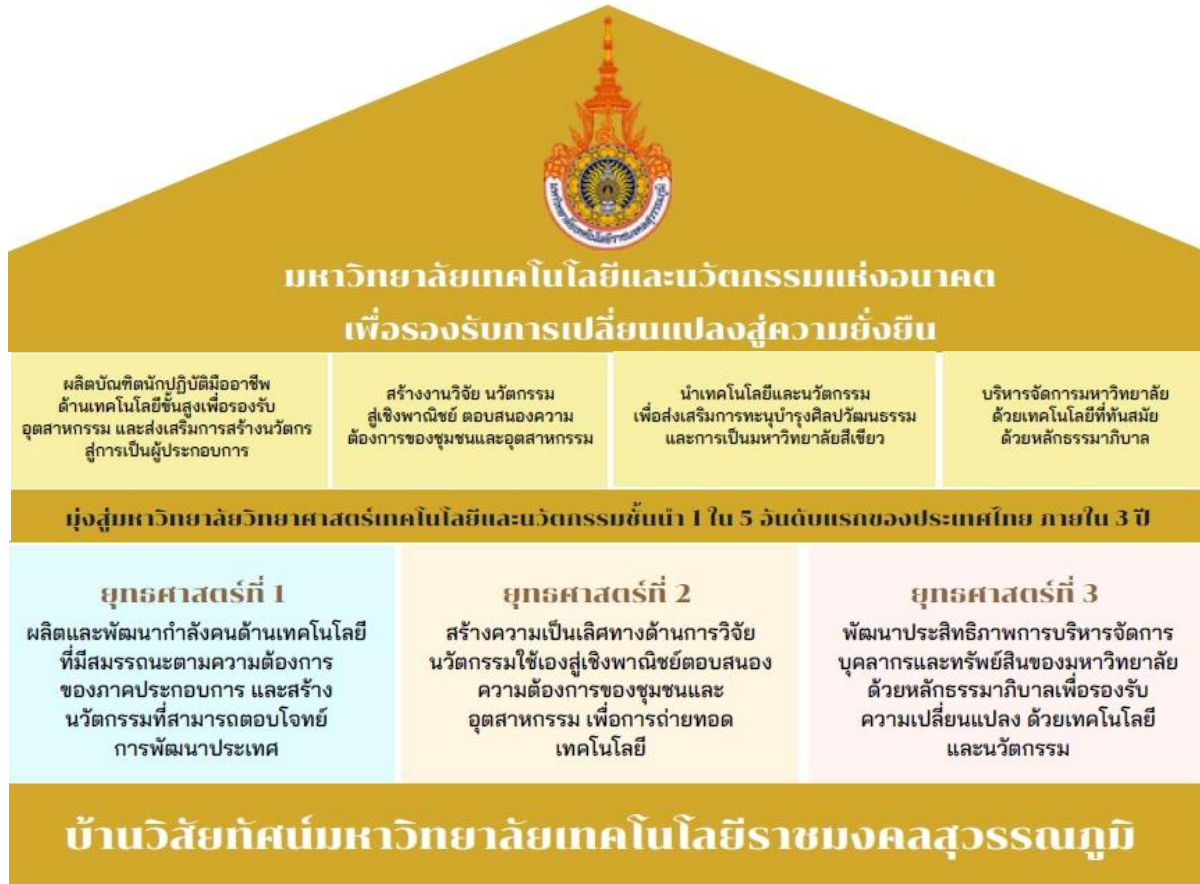 มหาวิทยาลัยเทคโนโลยีราชมงคลสุวรรณภูมิ
มหาวิทยาลัยเทคโนโลยีและนวัตกรรมแห่งอนาคต
เพื่อรองรับการเปลี่ยนแปลงสู่ความยั่งยืน
ผลิตบัณฑิตนักปฏิบัติมืออาชีพ
ด้านเทคโนโลยีขั้นสูงเพื่อรองรับ
อุตสาหกรรม และส่งเสริมการสร้างนวัตกร
สู่การเป็นผู้ประกอบการ
สร้างงานวิจัย นวัตกรรม
สู่เชิงพาณิชย์ ตอบสนองความ
ต้องการของชุมชนและอุตสาหกรรม
นำเทคโนโลยีและนวัตกรรม
เพื่อส่งเสริมการทะนุบำรุงศิลปวัฒนธรรม
และการเป็นมหาวิทยาลัยสีเขียว
บริหารจัดการมหาวิทยาลัย
ด้วยเทคโนโลยีที่ทันสมัย
ด้วยหลักธรรมาภิบาล
มุ่งสู่มหาวิทยาลัยวิทยาศาสตร์เทคโนโลยีและนวัตกรรมชั้นนำ 1 ใน 5 อันดับแรกของประเทศไทย ภายใน 3 ปี
ยุทธศาสตร์ที่ 1
ผลิตและพัฒนากำลังคนด้านเทคโนโลยี
ที่มีสมรรถนะตามความต้องการ
ของภาคประกอบการ และสร้าง
นวัตกรรมที่สามารถตอบโจทย์
การพัฒนาประเทศ
ยุทธศาสตร์ที่ 2
สร้างความเป็นเลิศทางด้านการวิจัย
นวัตกรรมใช้เองสู่เชิงพาณิชย์ตอบสนอง
ความต้องการของชุมชนและ
อุตสาหกรรม เพื่อการถ่ายทอด
เทคโนโลยี
ยุทธศาสตร์ที่ 3
พัฒนาประสิทธิภาพการบริหารจัดการ
บุคลากรและทรัพย์สินของมหาวิทยาลัย
ด้วยหลักธรรมาภิบาลเพื่อรองรับ
ความเปลี่ยนแปลง ด้วยเทคโนโลยี
และนวัตกรรม
บ้านวิสัยทัศน์มหาวิทยาลัยเทคโนโลยีราชมงคลสุวรรณภูมิ